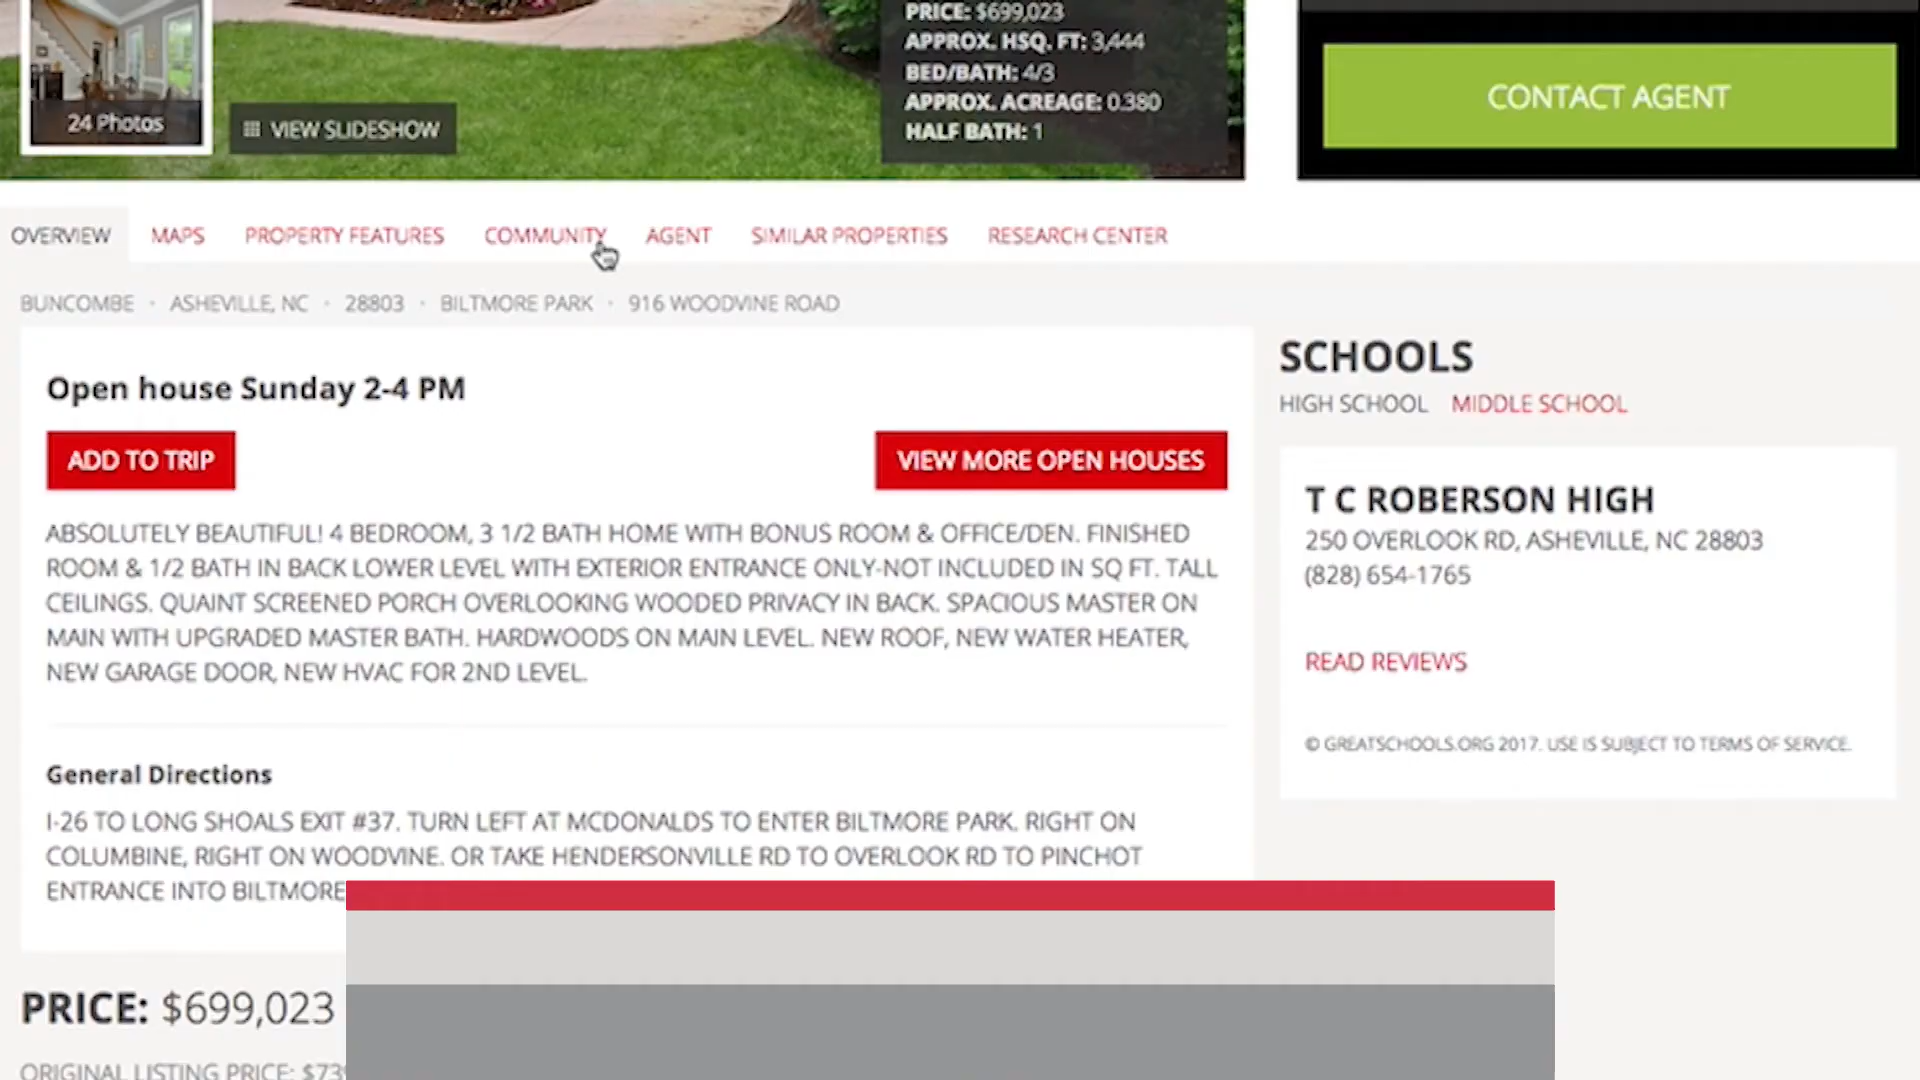 PRICE: $699,023
APPROX. HSQ. FT: 3,444
BED/BATH: 4/3
APPROX. ACREAGE: 0.380
HALF BATH: 1
24 Photos
VIEW SLIDESHOW
CONTACT AGENT
OVERVIEW MAPS PROPERTY FEATURES COMMUNITY AGENT SIMILAR PROPERTIES RESEARCH CENTER
BUNCOMBE • ASHEVILLE, NC • 28803 • BILTMORE PARK • 916 WOODVINE ROAD
Open house Sunday 2-4 PM
ADD TO TRIP
VIEW MORE OPEN HOUSES
ABSOLUTELY BEAUTIFUL! 4 BEDROOM, 3 1/2 BATH HOME WITH BONUS ROOM & OFFICE/DEN. FINISHED
ROOM & 1/2 BATH IN BACK LOWER LEVEL WITH EXTERIOR ENTRANCE ONLY-NOT INCLUDED IN SQ FT. TALL
CEILINGS. QUAINT SCREENED PORCH OVERLOOKING WOODED PRIVACY IN BACK. SPACIOUS MASTER ON
MAIN WITH UPGRADED MASTER BATH. HARDWOODS ON MAIN LEVEL. NEW ROOF, NEW WATER HEATER,
NEW GARAGE DOOR, NEW HVAC FOR 2ND LEVEL.
General Directions
I-26 TO LONG SHOALS EXIT #37. TURN LEFT AT MCDONALDS TO ENTER BILTMORE PARK. RIGHT ON
COLUMBINE, RIGHT ON WOODVINE. OR TAKE HENDERSONVILLE RD TO OVERLOOK RD TO PINCHOT
ENTRANCE INTO BILTMORE
PRICE: $699,023
ORIGINAL LISTING PRICE:
SCHOOLS
HIGH SCHOOL MIDDLE SCHOOL
T C ROBERSON HIGH
250 OVERLOOK RD, ASHEVILLE, NC 28803
(828) 654-1765
READ REVIEWS
© GREATSCHOOLS.ORG 2017. USE IS SUBJECT TO TERMS OF SERVICE.